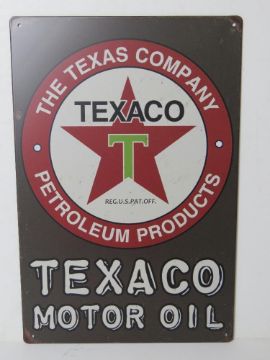 THE TEXAS COMPANY
TEXACO
T
REG. U.S. PAT. OFF.
PETROLEUM PRODUCTS
TEXACO
MOTOR OIL